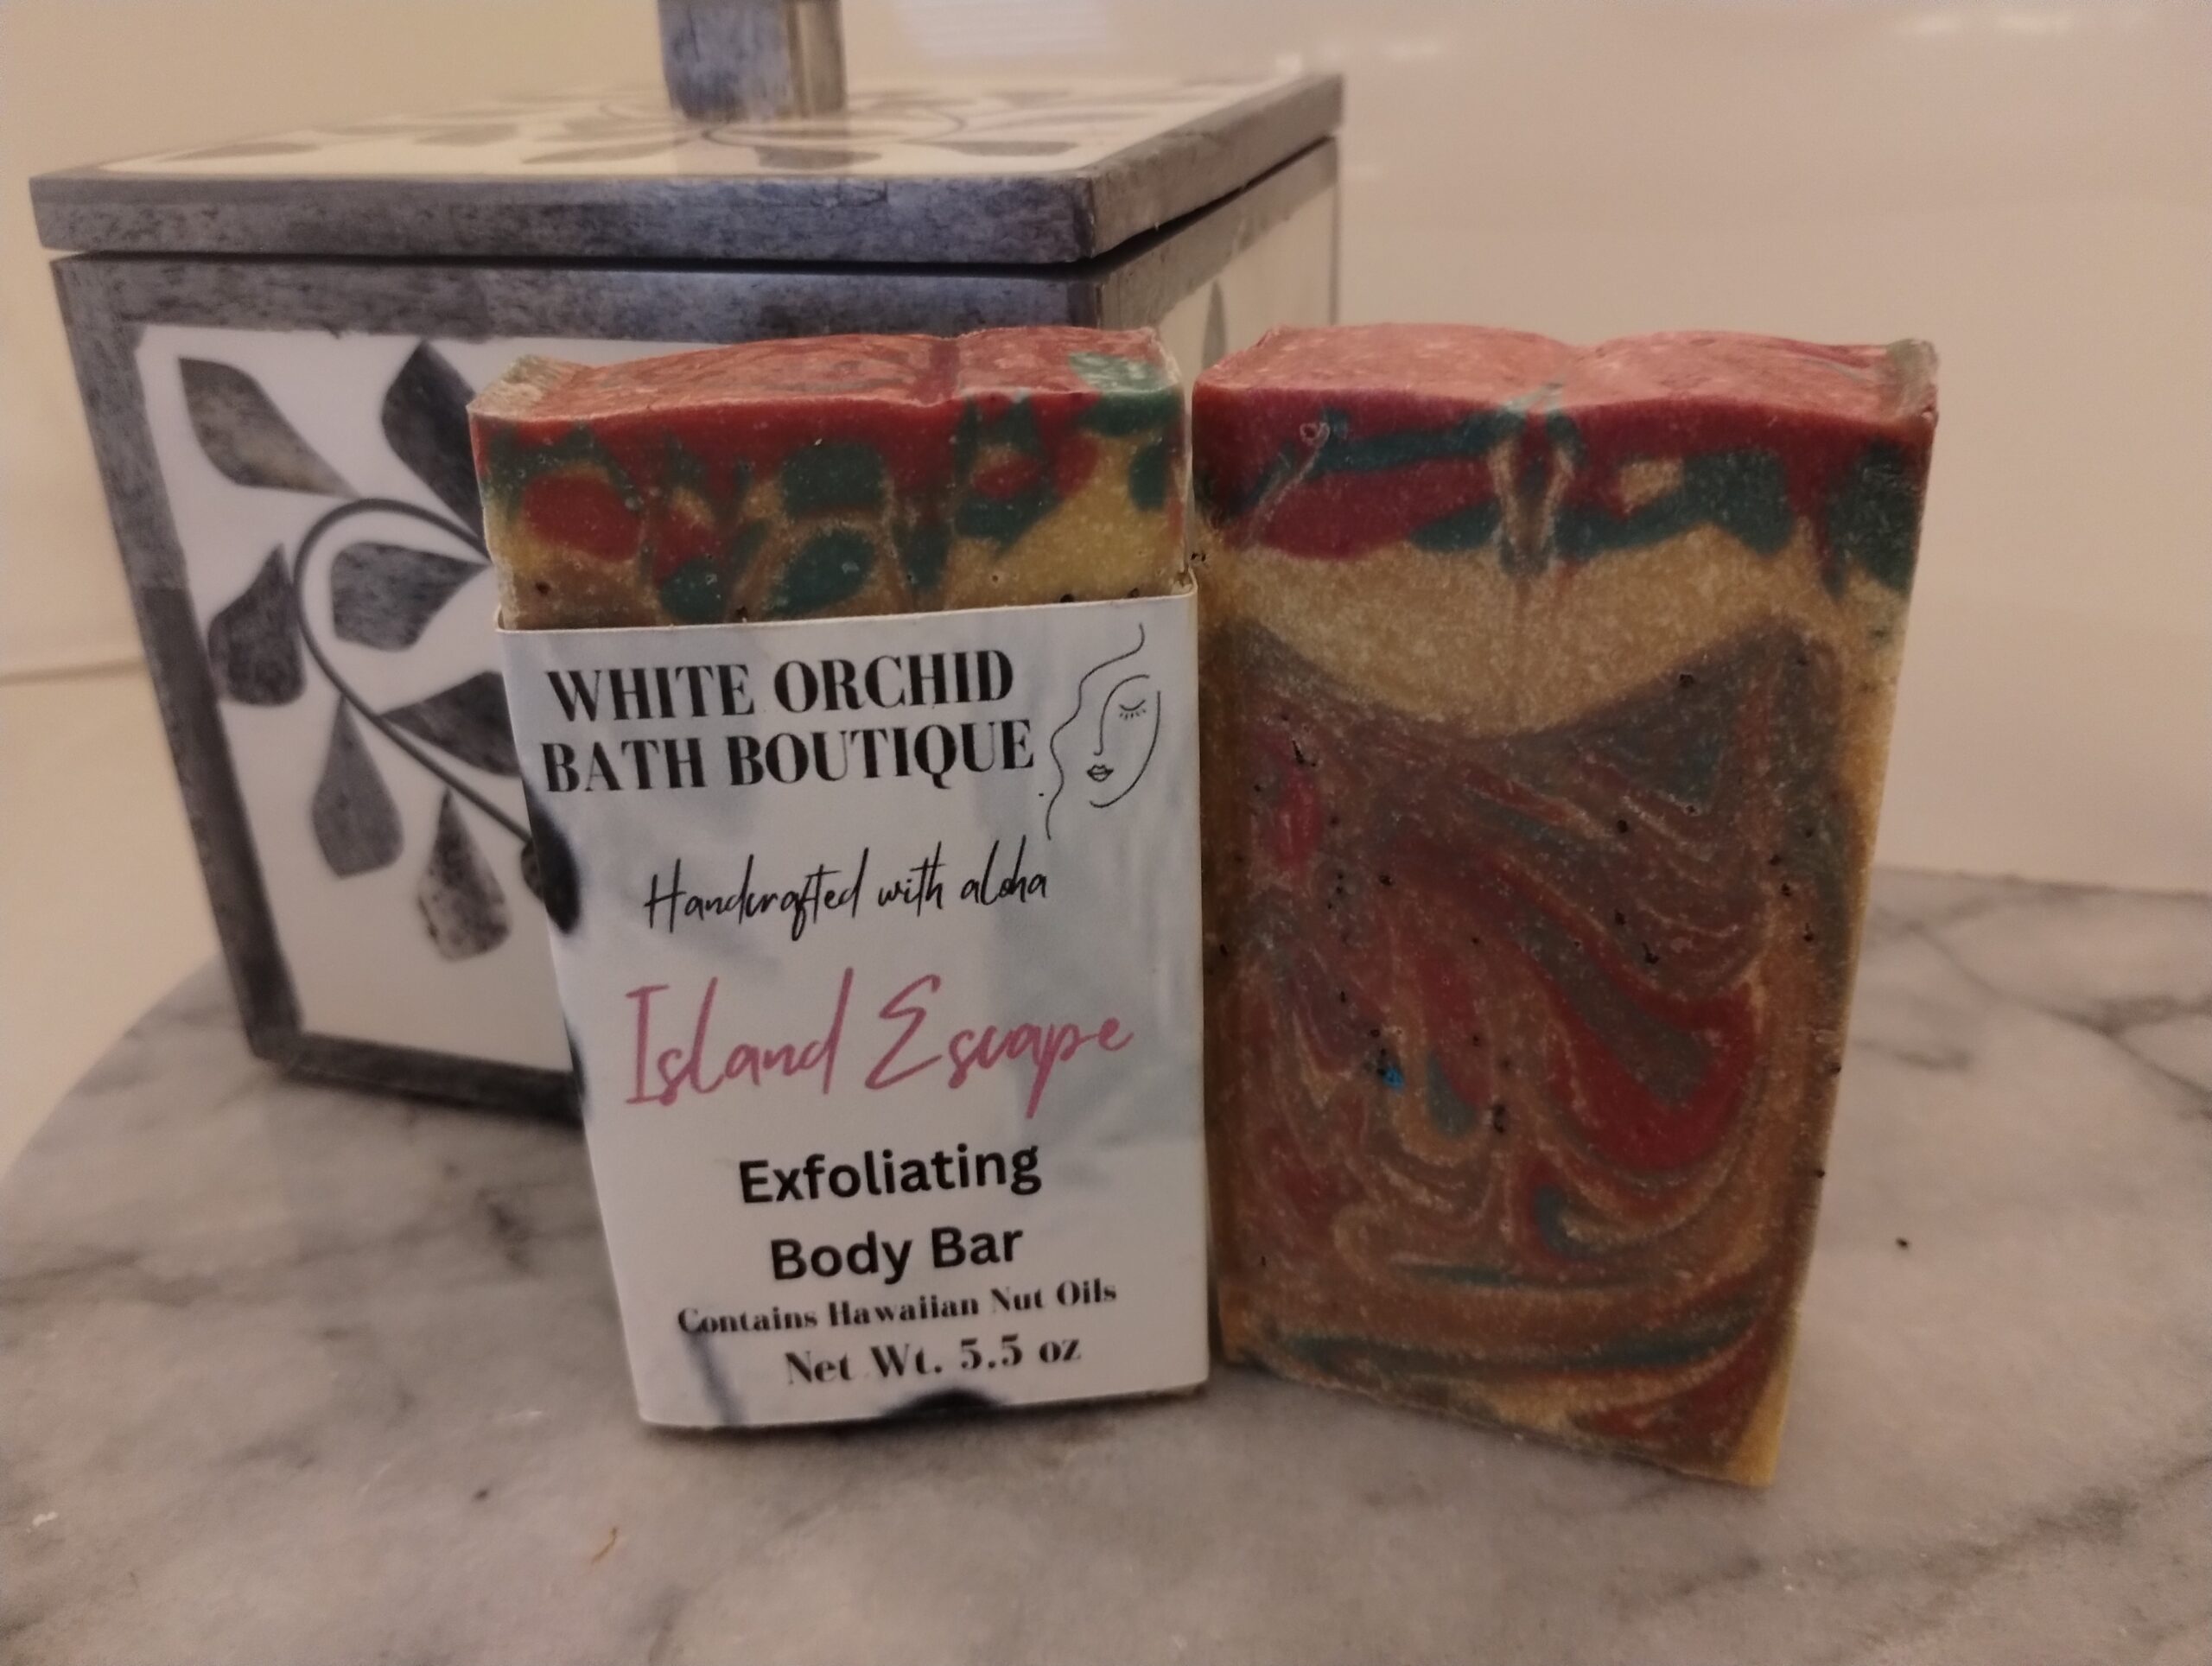 WHITE ORCHID
BATH BOUTIQUE
Handcrafted with aloha
Island Escape
Exfoliating
Body Bar
Contains Hawaiian Nut Oils
Net Wt. 5.5 oz